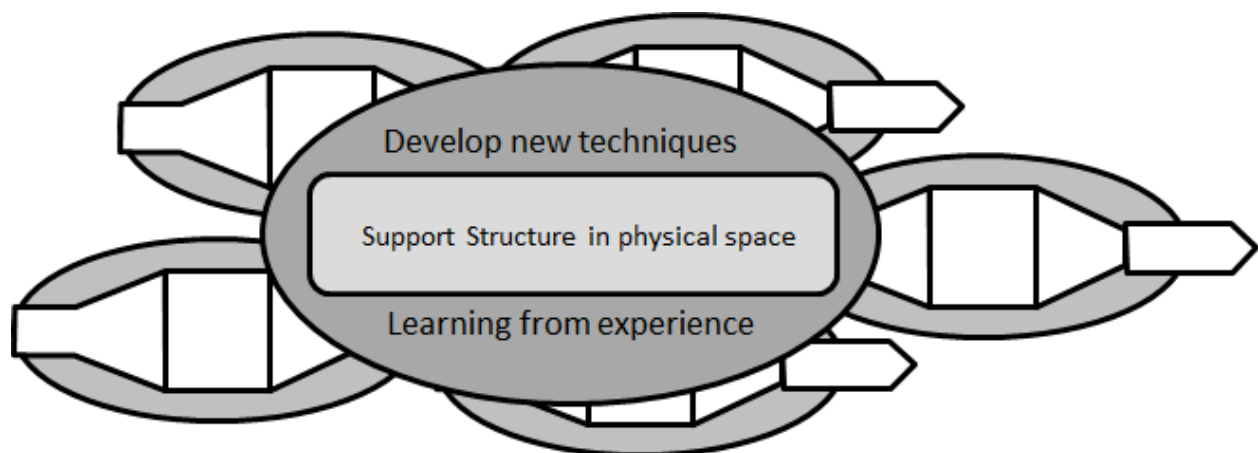 Develop new techniques
Support Structure in physical space
Learning from experience